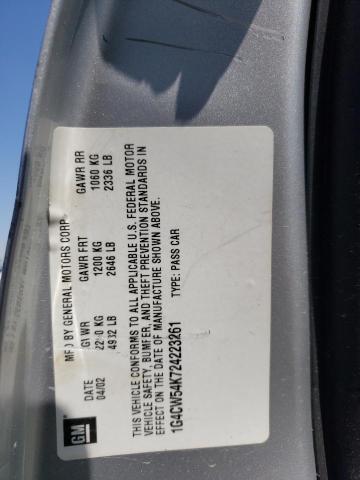 MFD BY GENERAL MOTORS CORP
DATE GVWR GAWR FRT GAWR RR
04/02 KG 1200 KG 1060 KG
4982 LB 2646 LB 2336 LB
THIS VEHICLE CONFORMS TO ALL APPLICABLE U.S. FEDERAL MOTOR
VEHICLE SAFETY, BUMPER, AND THEFT PREVENTION STANDARDS IN
EFFECT ON THE DATE OF MANUFACTURE SHOWN ABOVE.
1G4CW54K724223261 TYPE: PASS CAR
GM